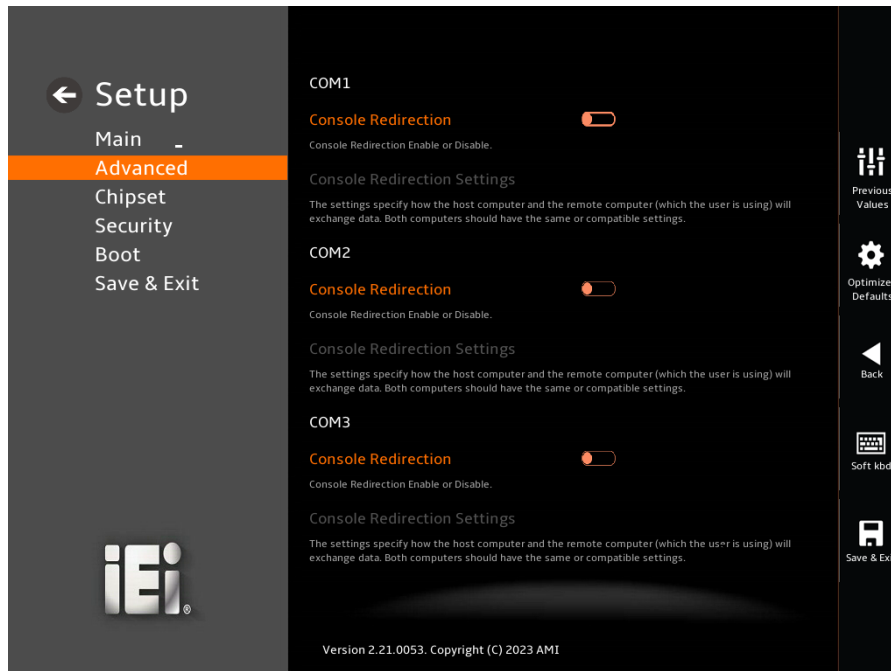 Setup
Main
Advanced
Chipset
Security
Boot
Save & Exit
COM1
Console Redirection
Console Redirection Enable or Disable.
Console Redirection Settings
The settings specify how the host computer and the remote computer (which the user is using) will
exchange data. Both computers should have the same or compatible settings.
COM2
Console Redirection
Console Redirection Enable or Disable.
Console Redirection Settings
The settings specify how the host computer and the remote computer (which the user is using) will
exchange data. Both computers should have the same or compatible settings.
COM3
Console Redirection
Console Redirection Enable or Disable.
Console Redirection Settings
The settings specify how the host computer and the remote computer (which the user is using) will
exchange data. Both computers should have the same or compatible settings.
Version 2.21.0053. Copyright (C) 2023 AMI
Previous
Values
Optimize
Defaults
Back
Soft kbd
Save & Exi
iEi®